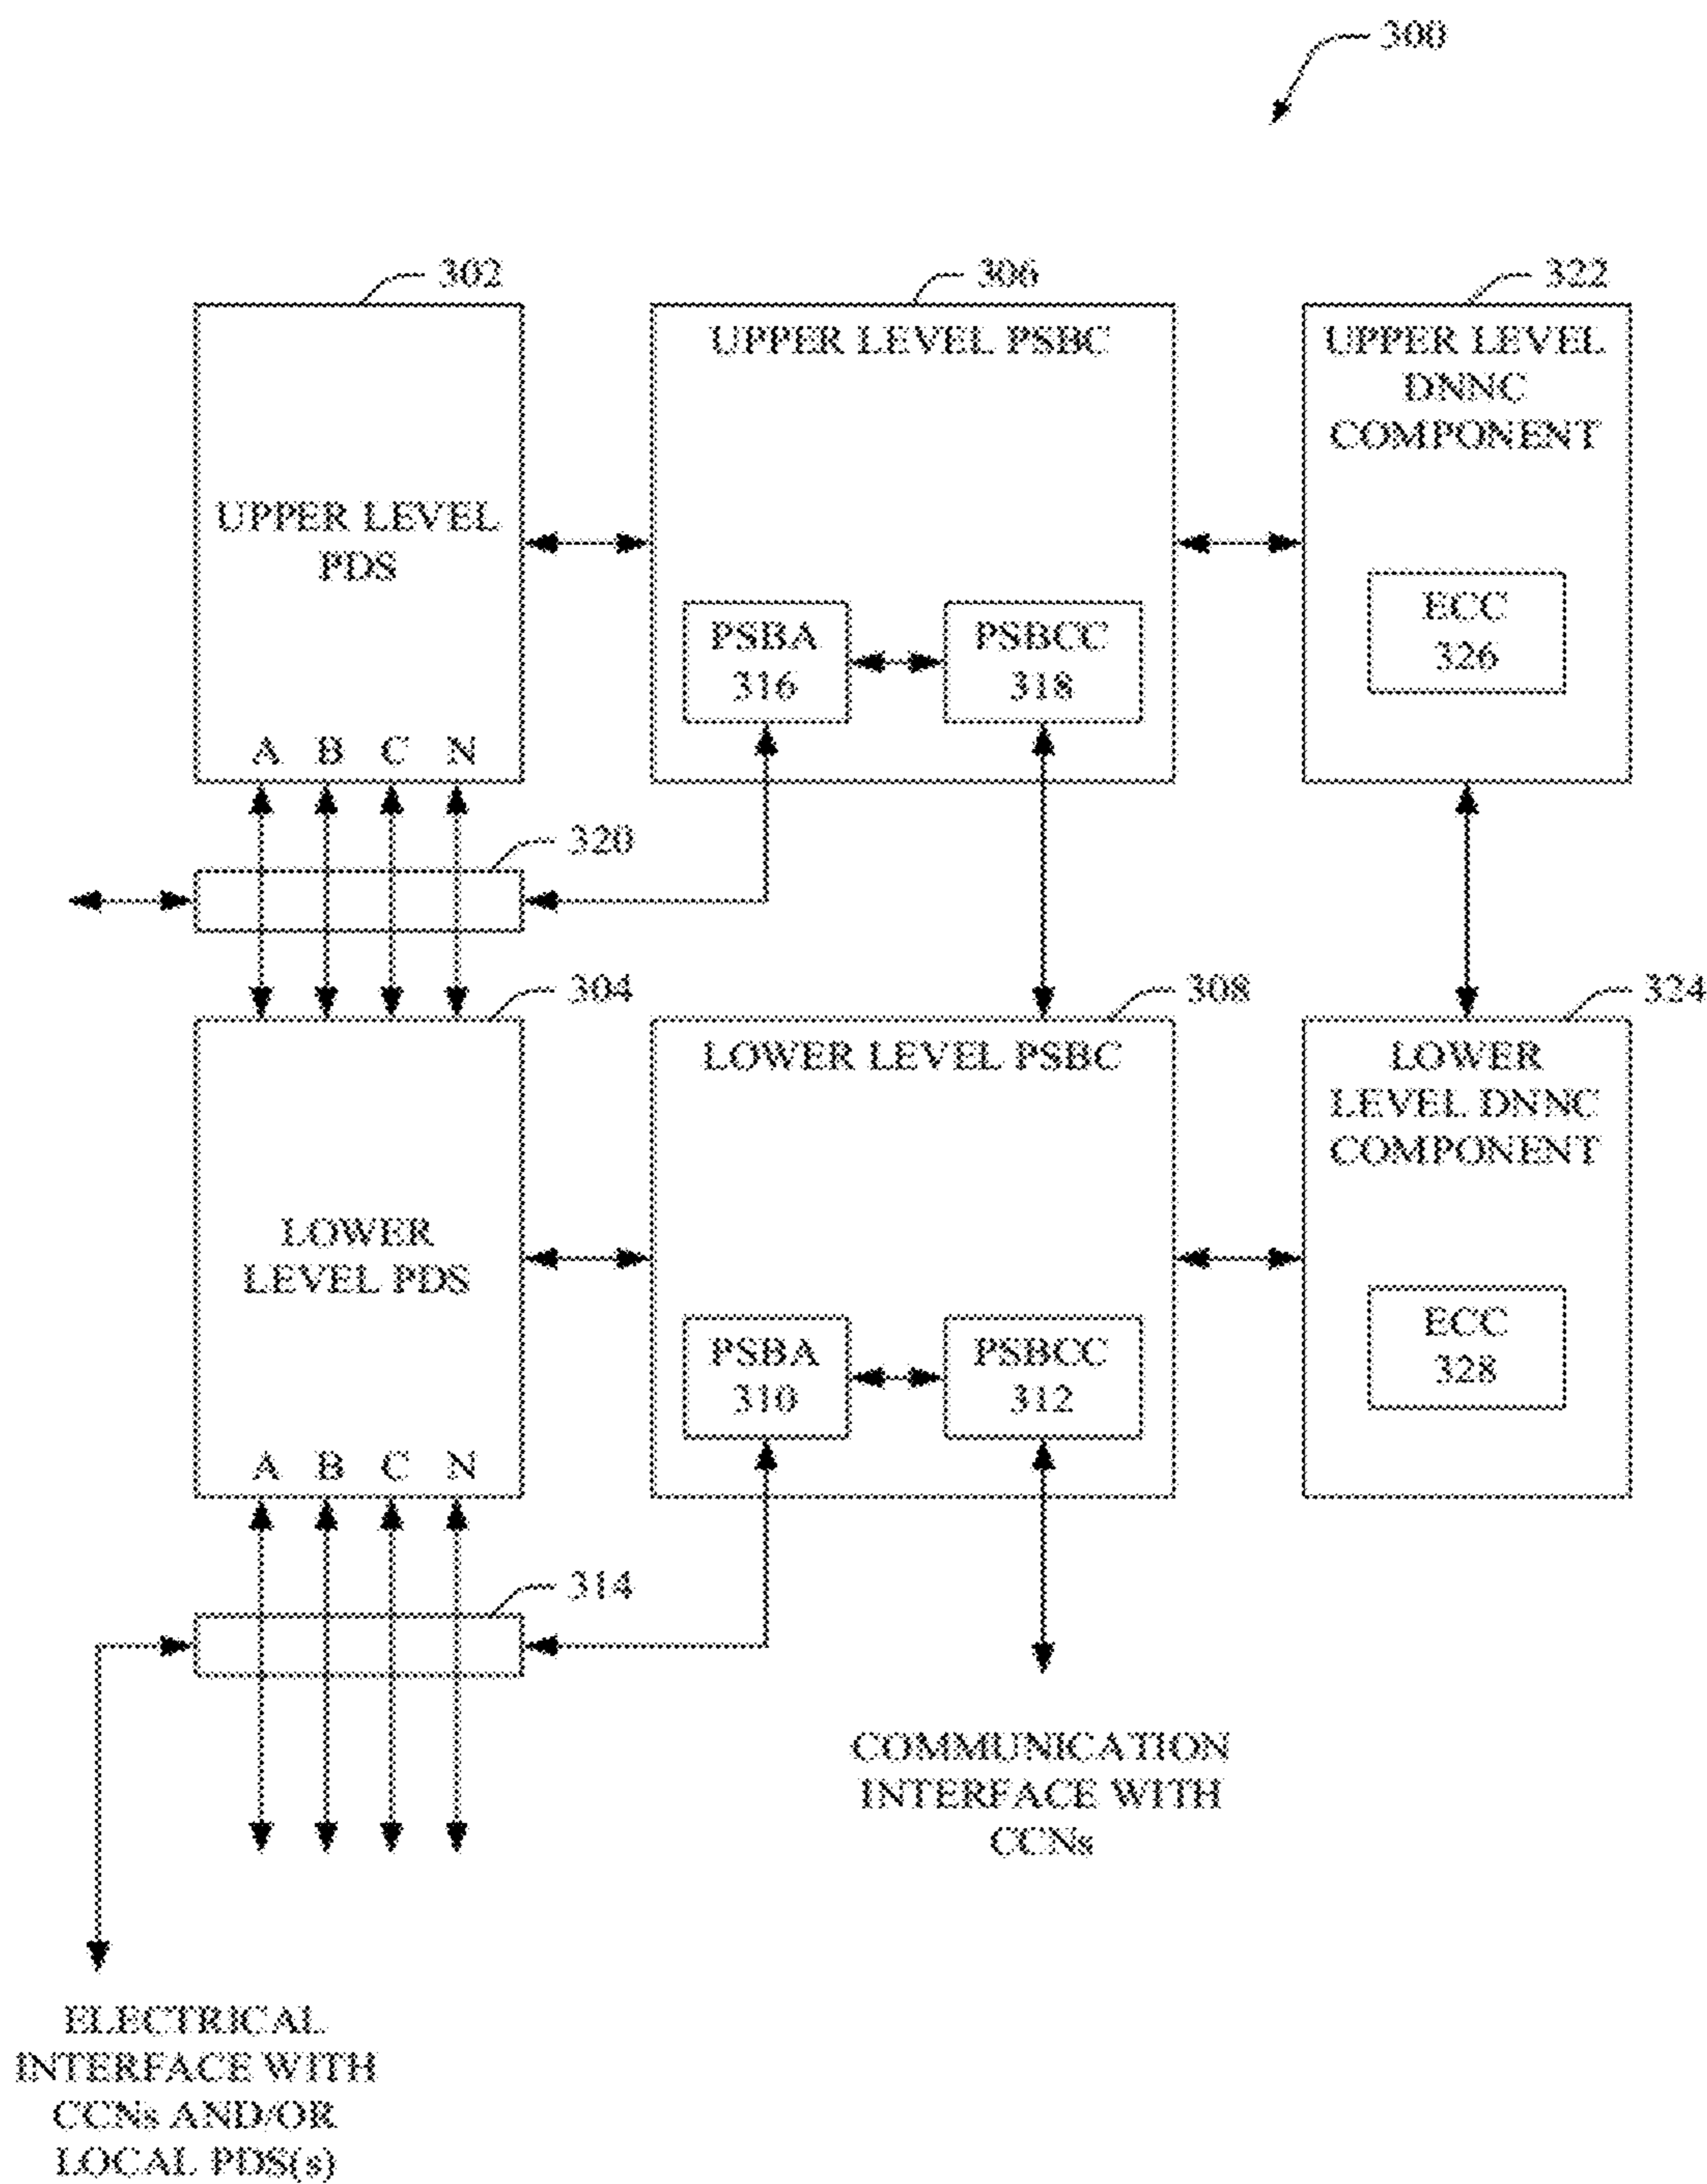 300
302
306
322
UPPER LEVEL
PDS
UPPER LEVEL PSBC
UPPER LEVEL
DNNC
COMPONENT
PSBA
316
PSBCC
318
ECC
326
A B C N
320
304
308
324
LOWER
LEVEL PDS
LOWER LEVEL PSBC
LOWER
LEVEL DNNC
COMPONENT
PSBA
310
PSBCC
312
ECC
328
A B C N
314
COMMUNICATION
INTERFACE WITH
CCNs
ELECTRICAL
INTERFACE WITH
CCNs AND/OR
LOCAL PDS(s)